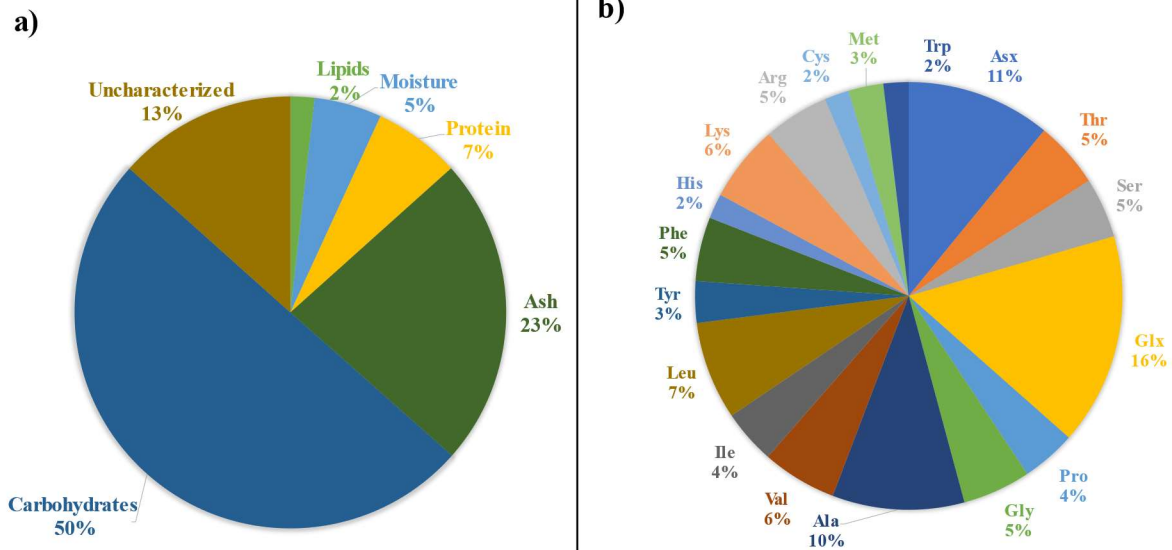 a)
Lipids
2%
Moisture
5%
Protein
7%
Ash
23%
Carbohydrates
50%
Uncharacterized
13%
b)
Asx
11%
Thr
5%
Ser
5%
Glx
16%
Pro
4%
Gly
5%
Ala
10%
Val
6%
Ile
4%
Leu
7%
Tyr
3%
Phe
5%
His
2%
Lys
6%
Arg
5%
Cys
2%
Met
3%
Trp
2%